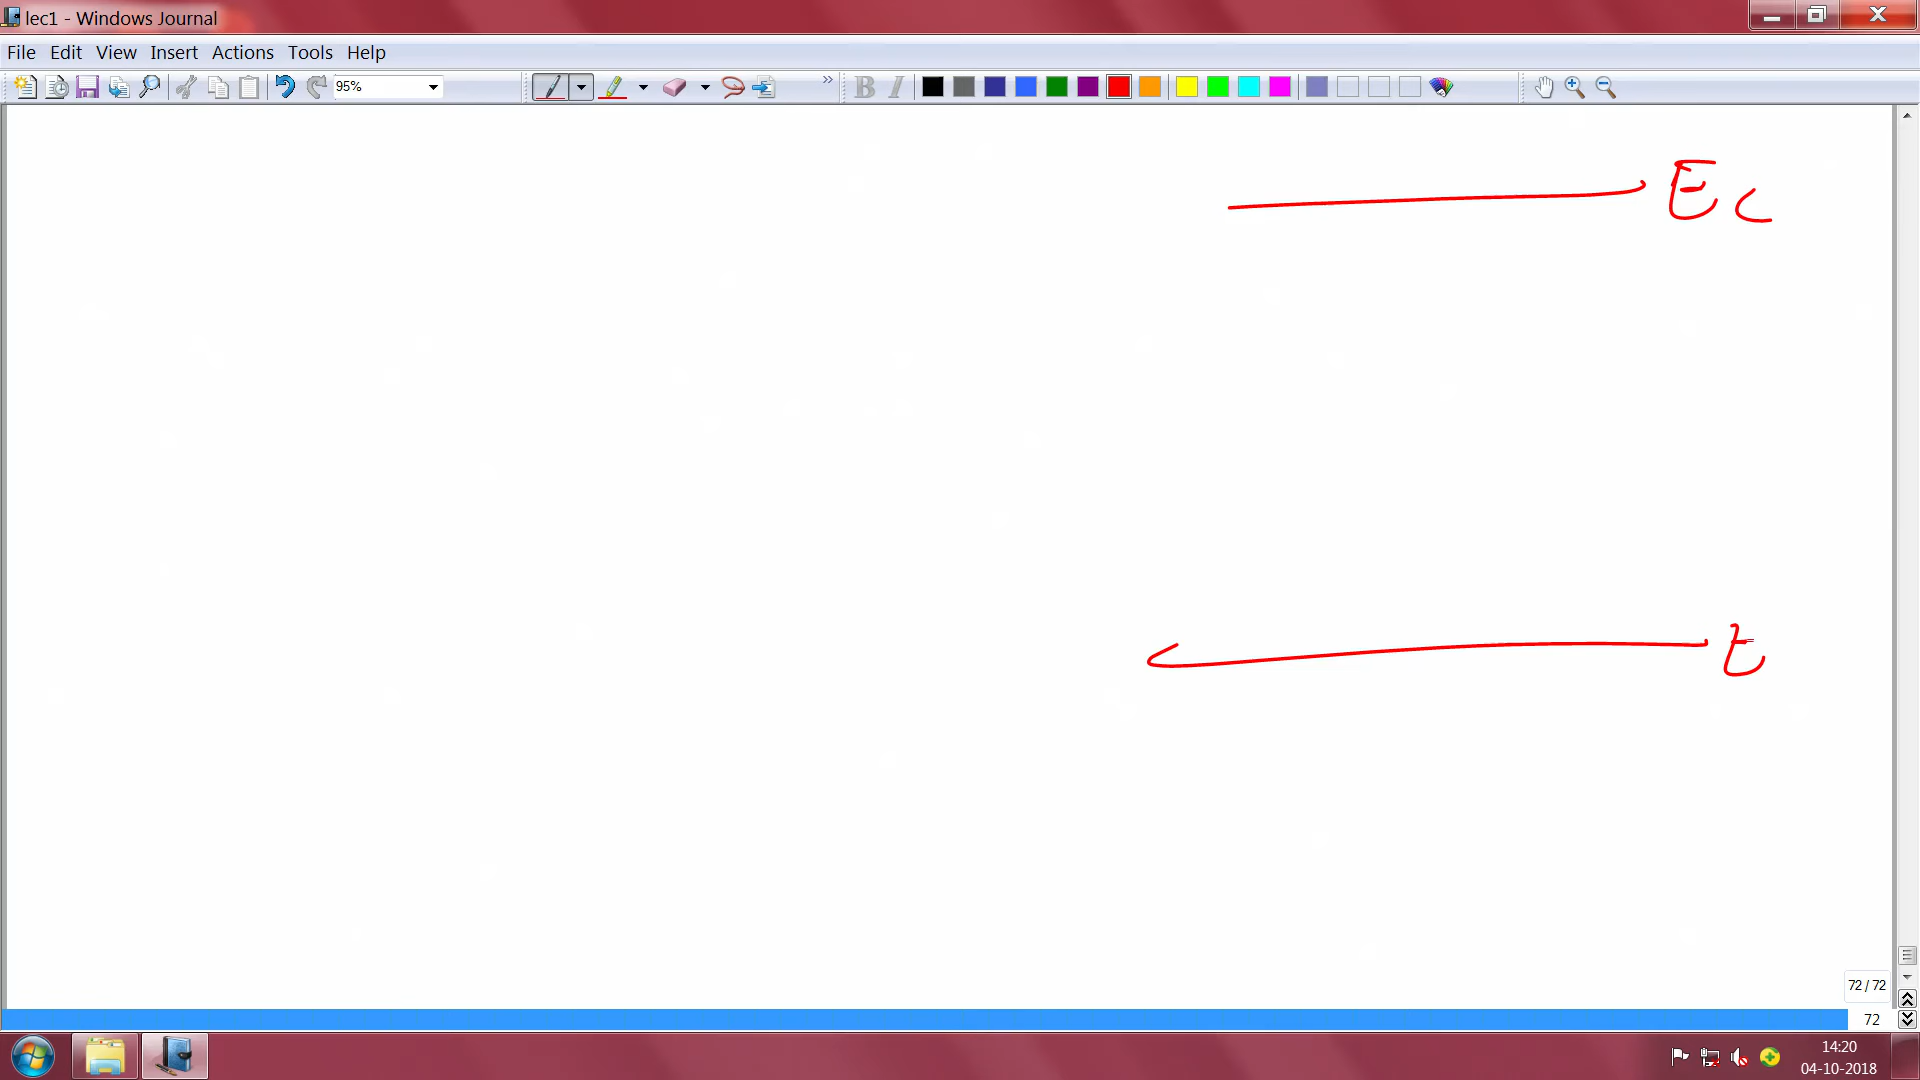 lec1 - Windows Journal
File Edit View Insert Actions Tools Help
95%
B I
Ec
E
72 / 72
72
14:20
04-10-2018